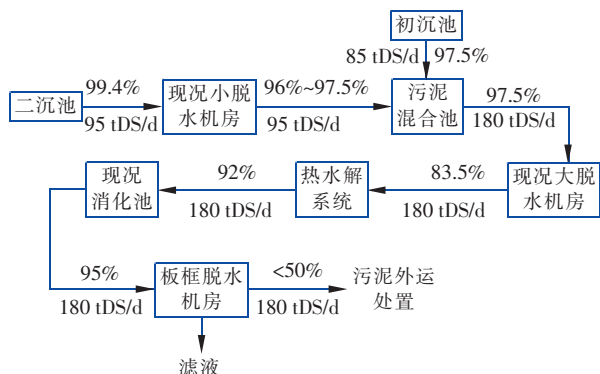 初沉池
85 tDS/d
97.5%
二沉池
99.4%
95 tDS/d
现况小脱
水机房
96%~97.5%
95 tDS/d
污泥
混合池
97.5%
180 tDS/d
现况
消化池
92%
180 tDS/d
热水解
系统
83.5%
180 tDS/d
现况大脱
水机房
95%
180 tDS/d
板框脱水
机房
<50%
180 tDS/d
污泥外运
处置
滤液